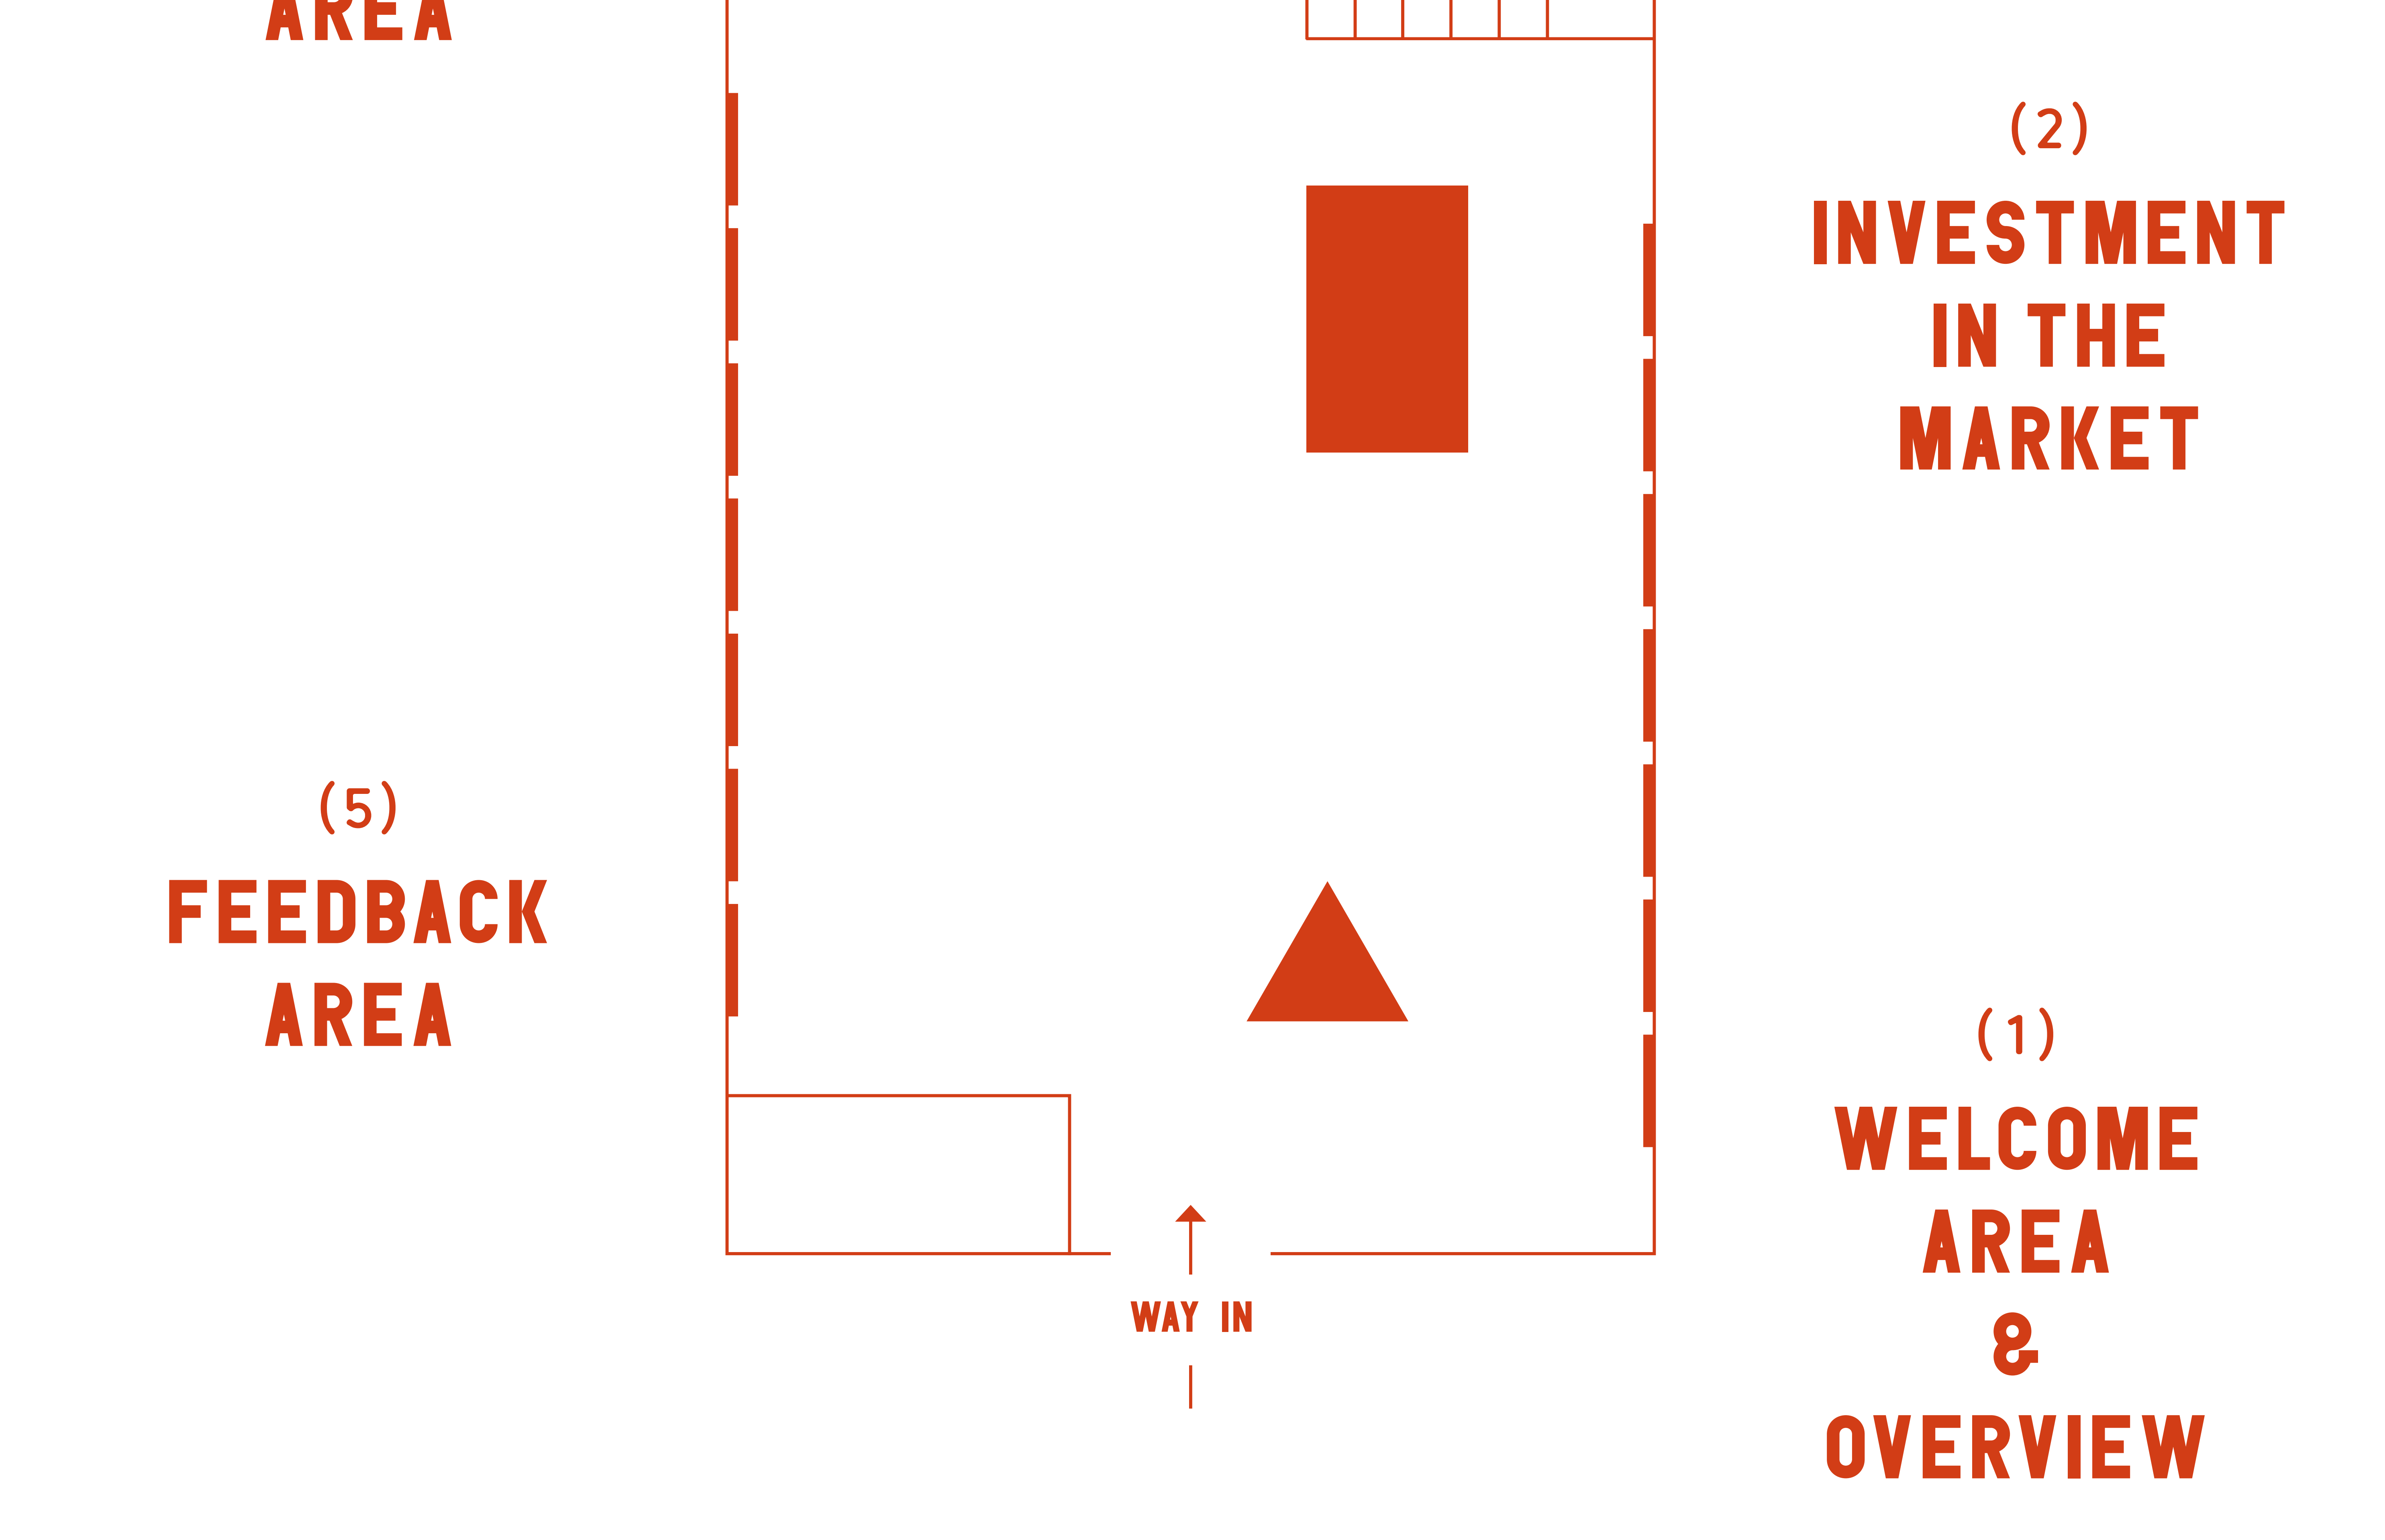 AREA
(2)
INVESTMENT
IN THE
MARKET
(5)
FEEDBACK
AREA
(1)
WELCOME
AREA
&
OVERVIEW
WAY IN